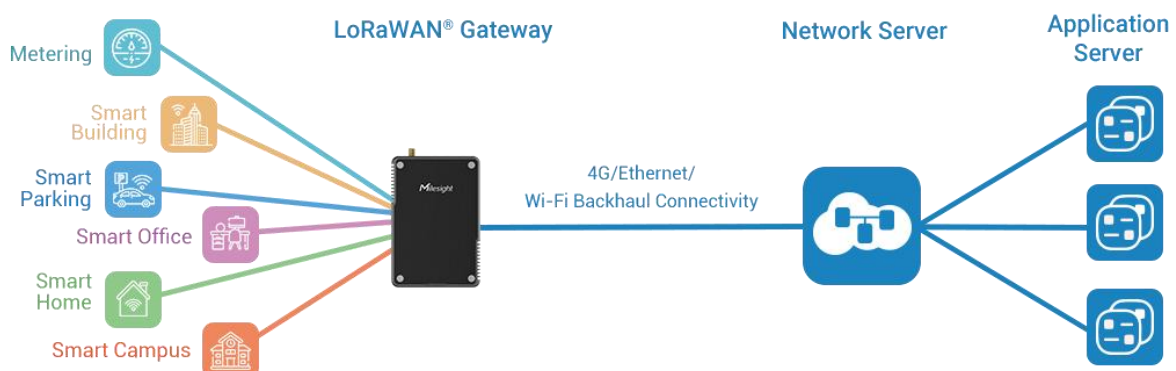 LoRaWAN® Gateway
Network Server
Application
Server
Metering
Smart
Building
Smart
Parking
Smart Office
Smart
Home
Smart Campus
Milesight
4G/Ethernet/
Wi-Fi Backhaul Connectivity
P